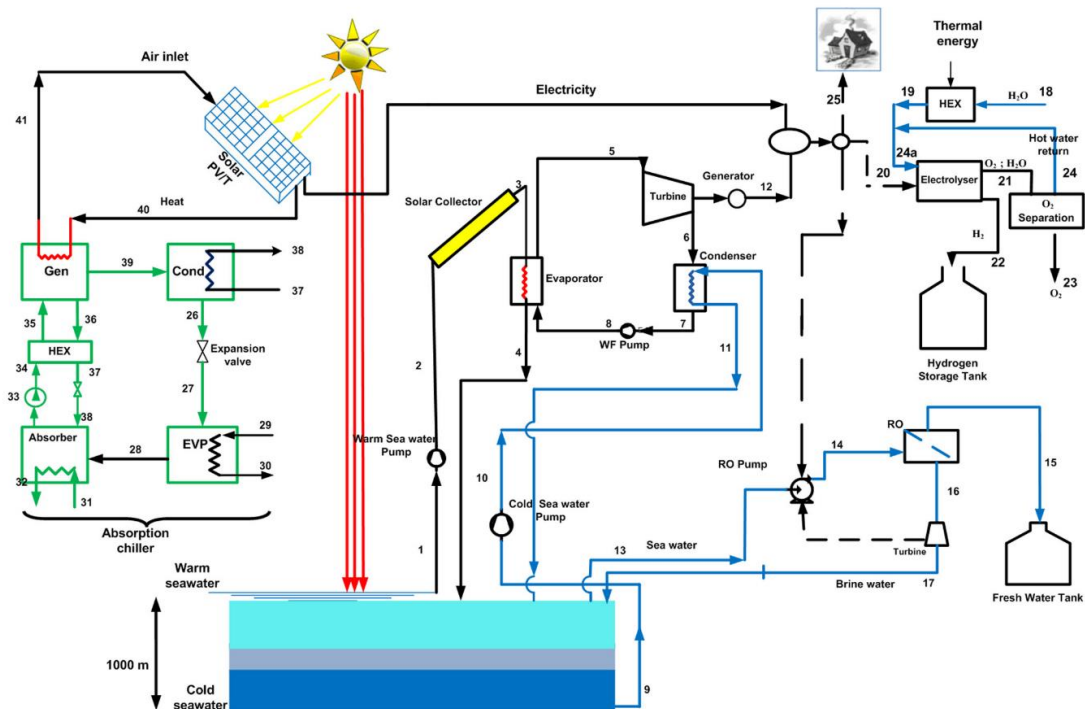 Air inlet
41
Solar
PV/T
Electricity
Heat
40
Gen
39
Cond
38
37
35
36
26
HEX
Expansion
valve
34
37
33
27
38
Absorber
28
EVP
29
30
32
31
Absorption
chiller
Solar Collector
3
5
Turbine
Generator
12
6
Condenser
Evaporator
8
7
WF Pump
4
11
2
Warm Sea water
Pump
10
Cold Sea water
Pump
1
Warm
seawater
1000 m
Cold
seawater
9
25
Thermal
energy
19
HEX
H₂O
18
Hot water
return
24a
20
Electrolyser
O₂ ; H₂O
21
24
O₂
Separation
H₂
22
23
O₂
Hydrogen
Storage Tank
RO Pump
14
RO
15
16
13
Sea water
Turbine
Brine water
17
Fresh Water Tank